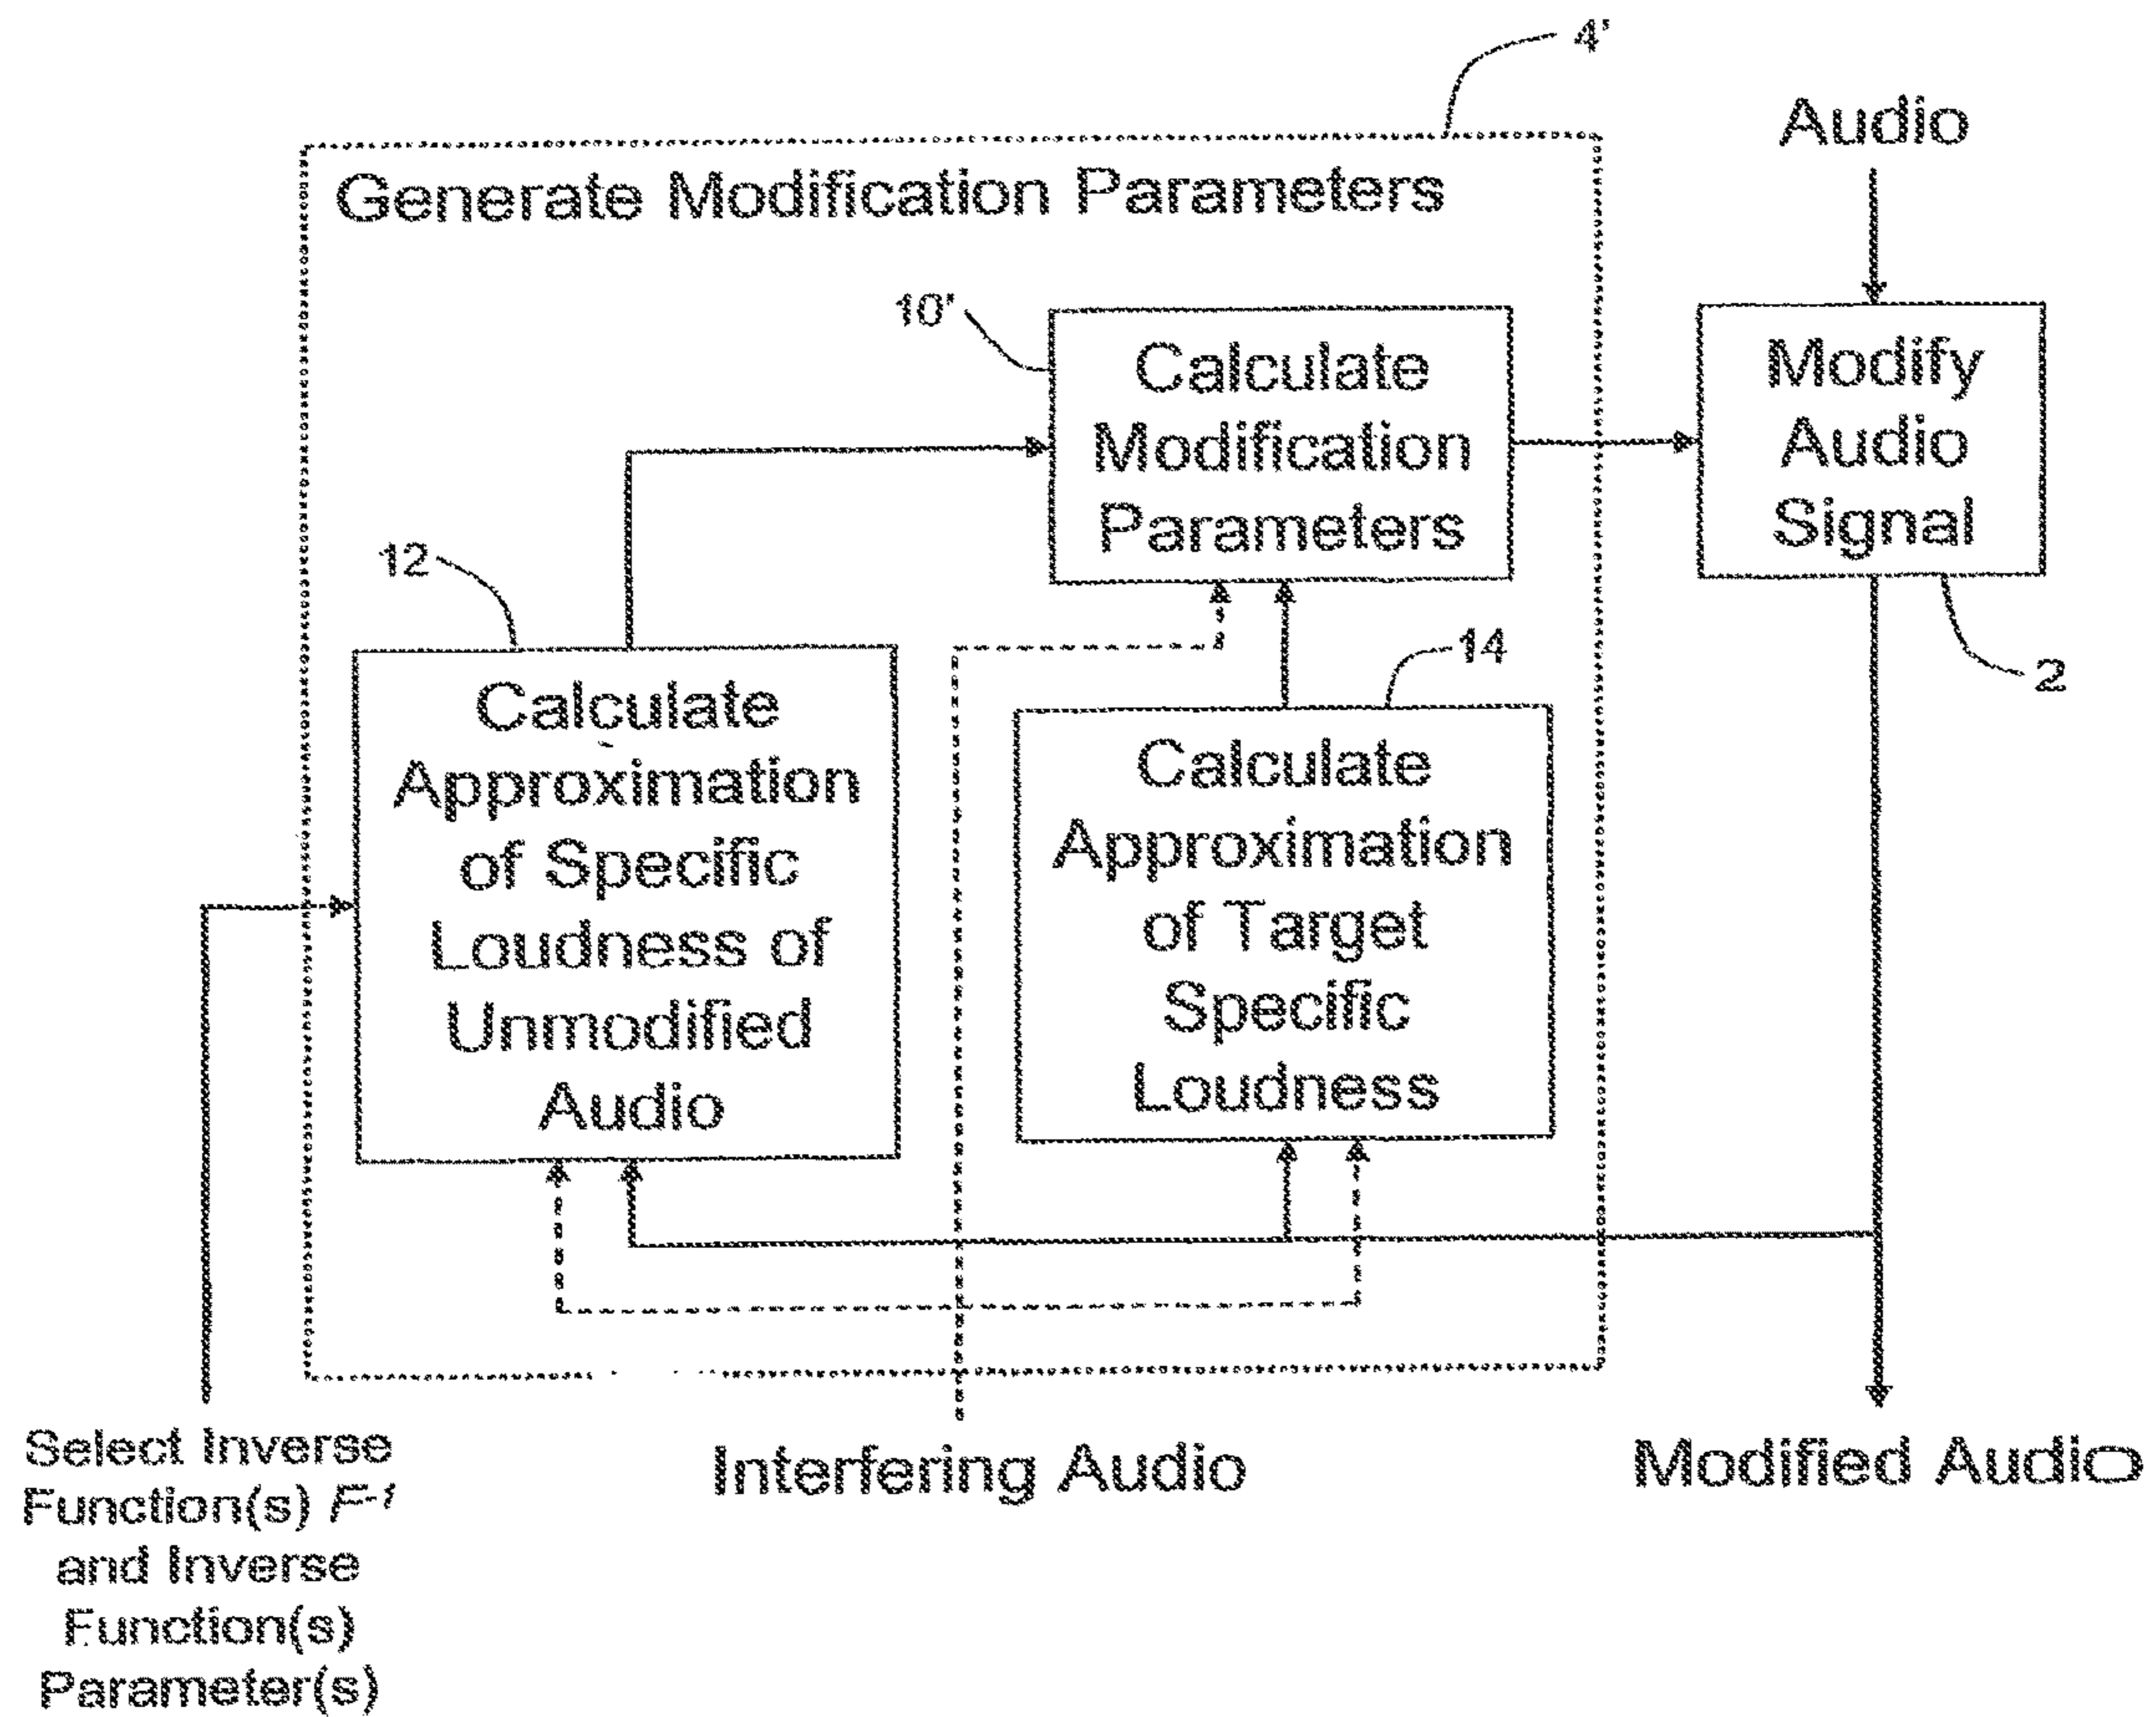 4'
Audio
Generate Modification Parameters
10'
Calculate
Modification
Parameters
Modify
Audio
Signal
12
14
2
Calculate
Approximation
of Specific
Loudness of
Unmodified
Audio
Calculate
Approximation
of Target
Specific
Loudness
Select Inverse
Function(s) F-1
and Inverse
Function(s)
Parameter(s)
Interfering Audio
Modified Audio